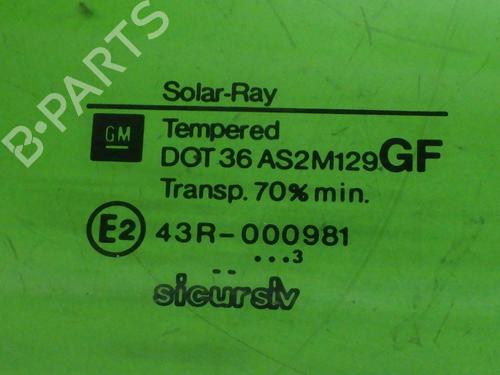 B-PARTS
Solar-Ray
GM
Tempered
DOT 36 AS2M129 GF
Transp. 70% min.
E2 43R-000981
.. ...3
sicursiv